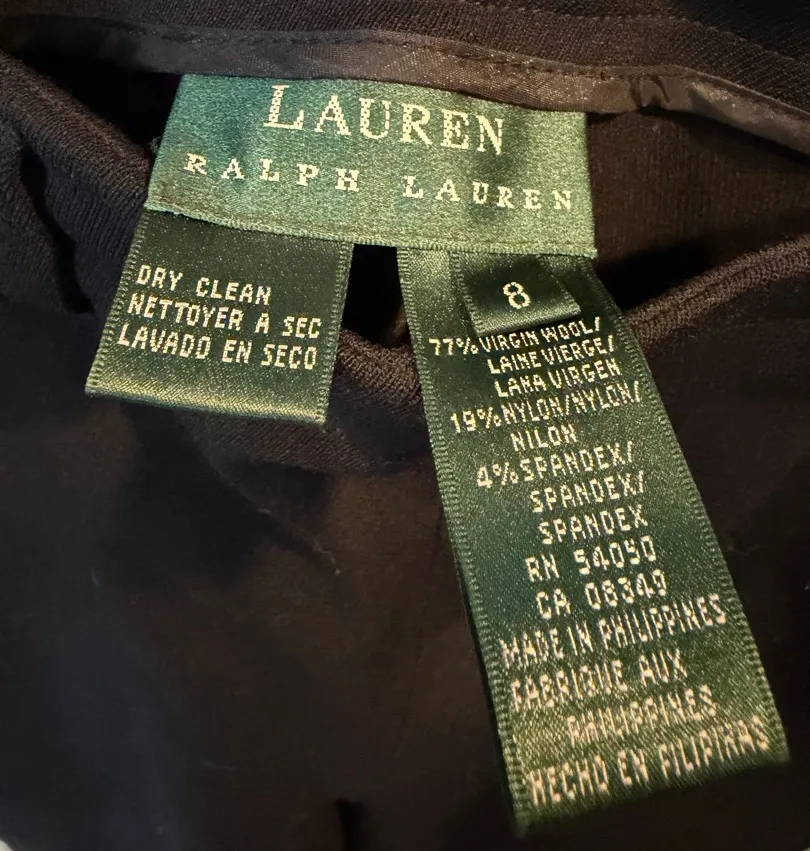 LAUREN
RALPH LAUREN
DRY CLEAN
NETTOYER À SEC
LAVADO EN SECO
8
77% VIRGIN WOOL/
LAINE VIERGE/
LANA VIRGEN
19% NYLON/NYLON/
NILON
4% SPANDEX/
SPANDEX/
SPANDEX
RN 54050
CA 08349
MADE IN PHILIPPINES
FABRIQUE AUX
PHILIPPINES
HECHO EN FILIPINAS